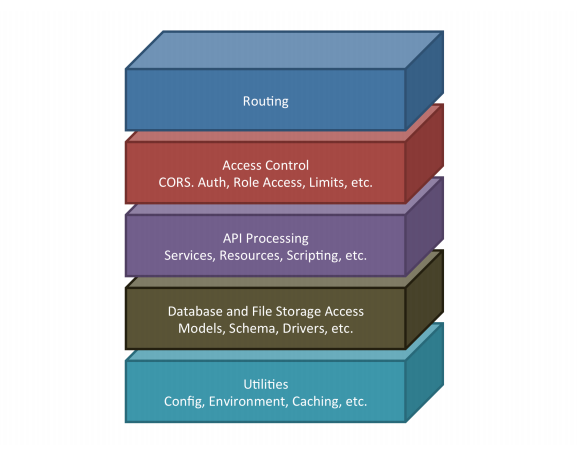 Routing
Access Control
CORS. Auth, Role Access, Limits, etc.
API Processing
Services, Resources, Scripting, etc.
Database and File Storage Access
Models, Schema, Drivers, etc.
Utilities
Config, Environment, Caching, etc.